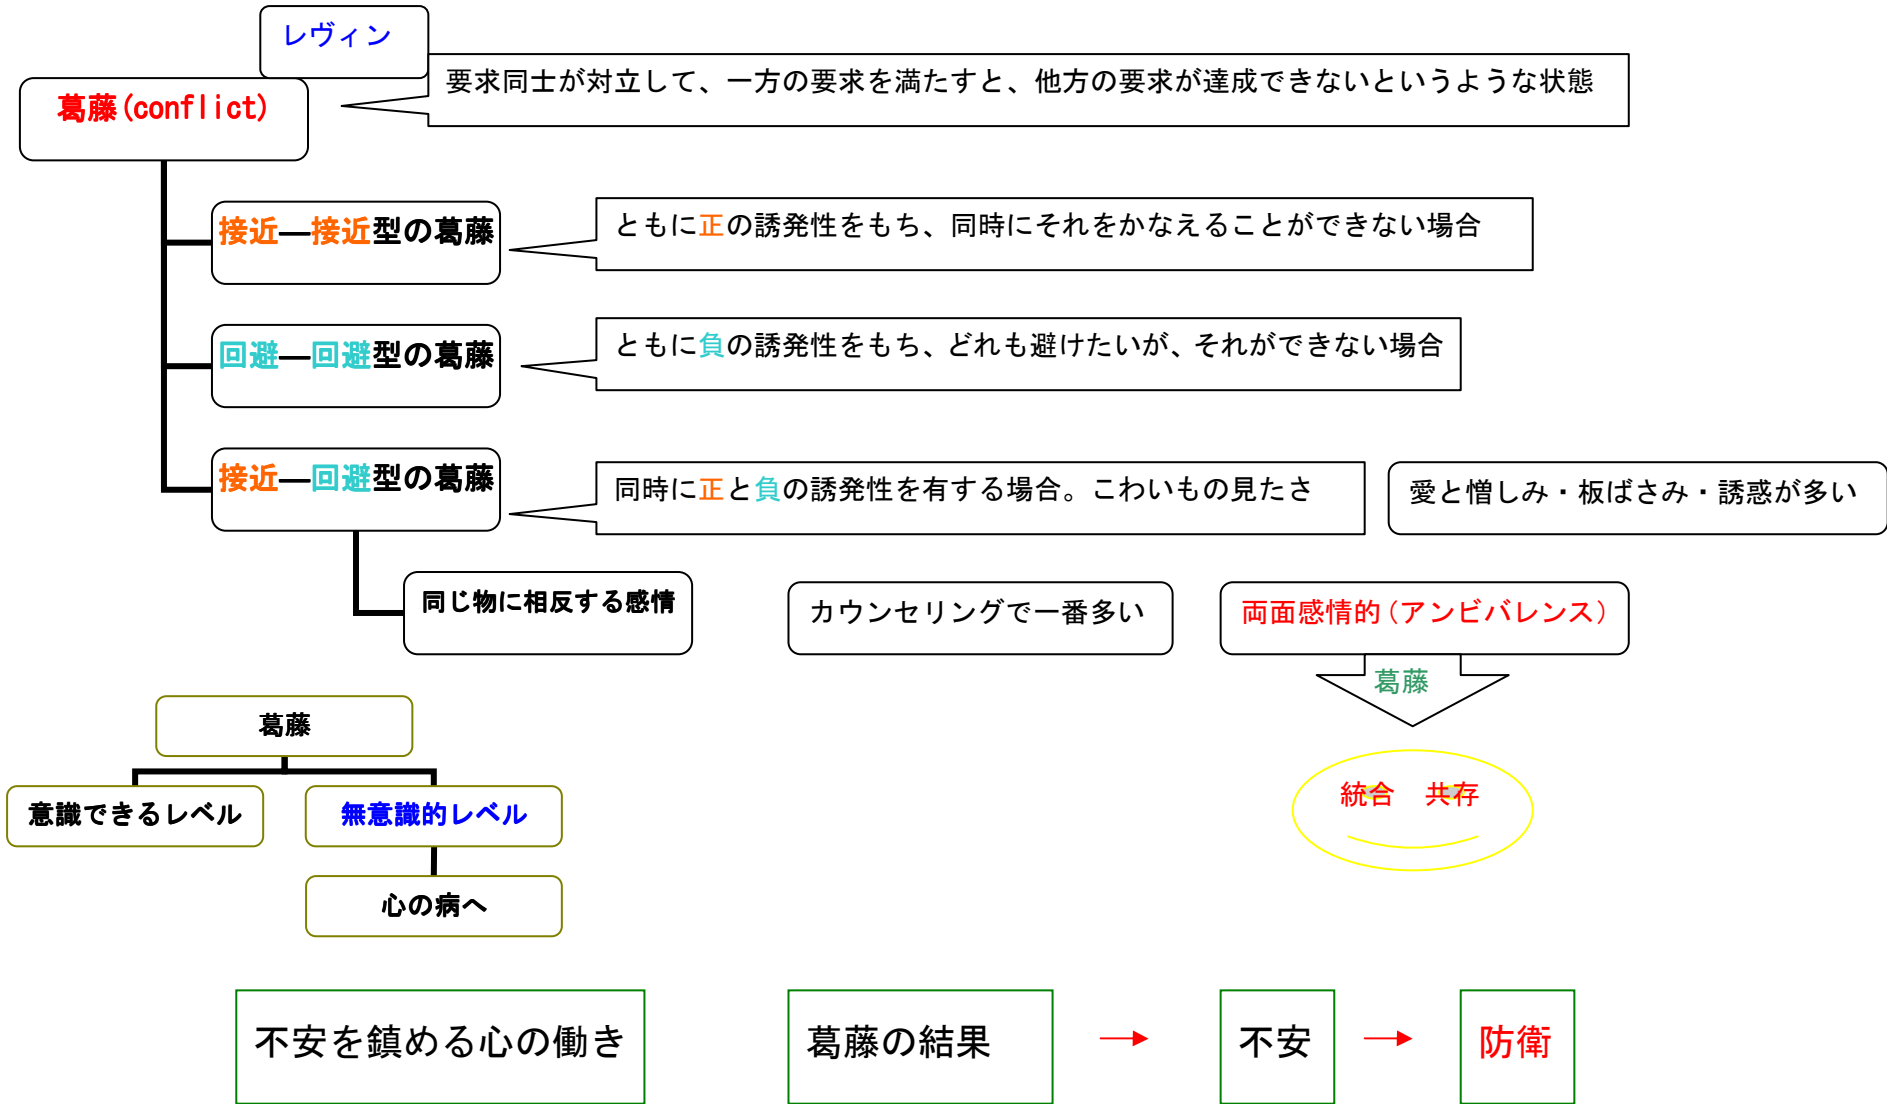 レヴィン
葛藤(conflict)
要求同士が対立して、一方の要求を満たすと、他方の要求が達成できないというような状態
接近―接近型の葛藤
ともに正の誘発性をもち、同時にそれをかなえることができない場合
回避―回避型の葛藤
ともに負の誘発性をもち、どれも避けたいが、それができない場合
接近―回避型の葛藤
同時に正と負の誘発性を有する場合。こわいもの見たさ
愛と憎しみ・板ばさみ・誘惑が多い
同じ物に相反する感情
カウンセリングで一番多い
両面感情的(アンビバレンス)
葛藤
葛藤
意識できるレベル
無意識的レベル
統合 共存
心の病へ
不安を鎮める心の働き
葛藤の結果
不安
防衛